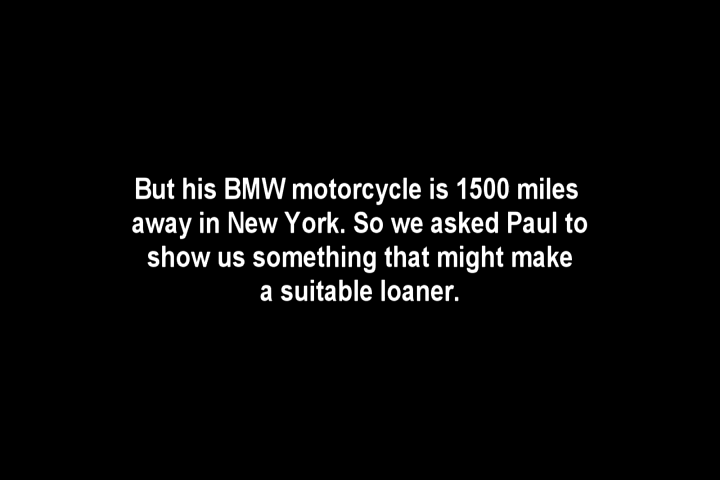 But his BMW motorcycle is 1500 miles
away in New York. So we asked Paul to
show us something that might make
a suitable loaner.